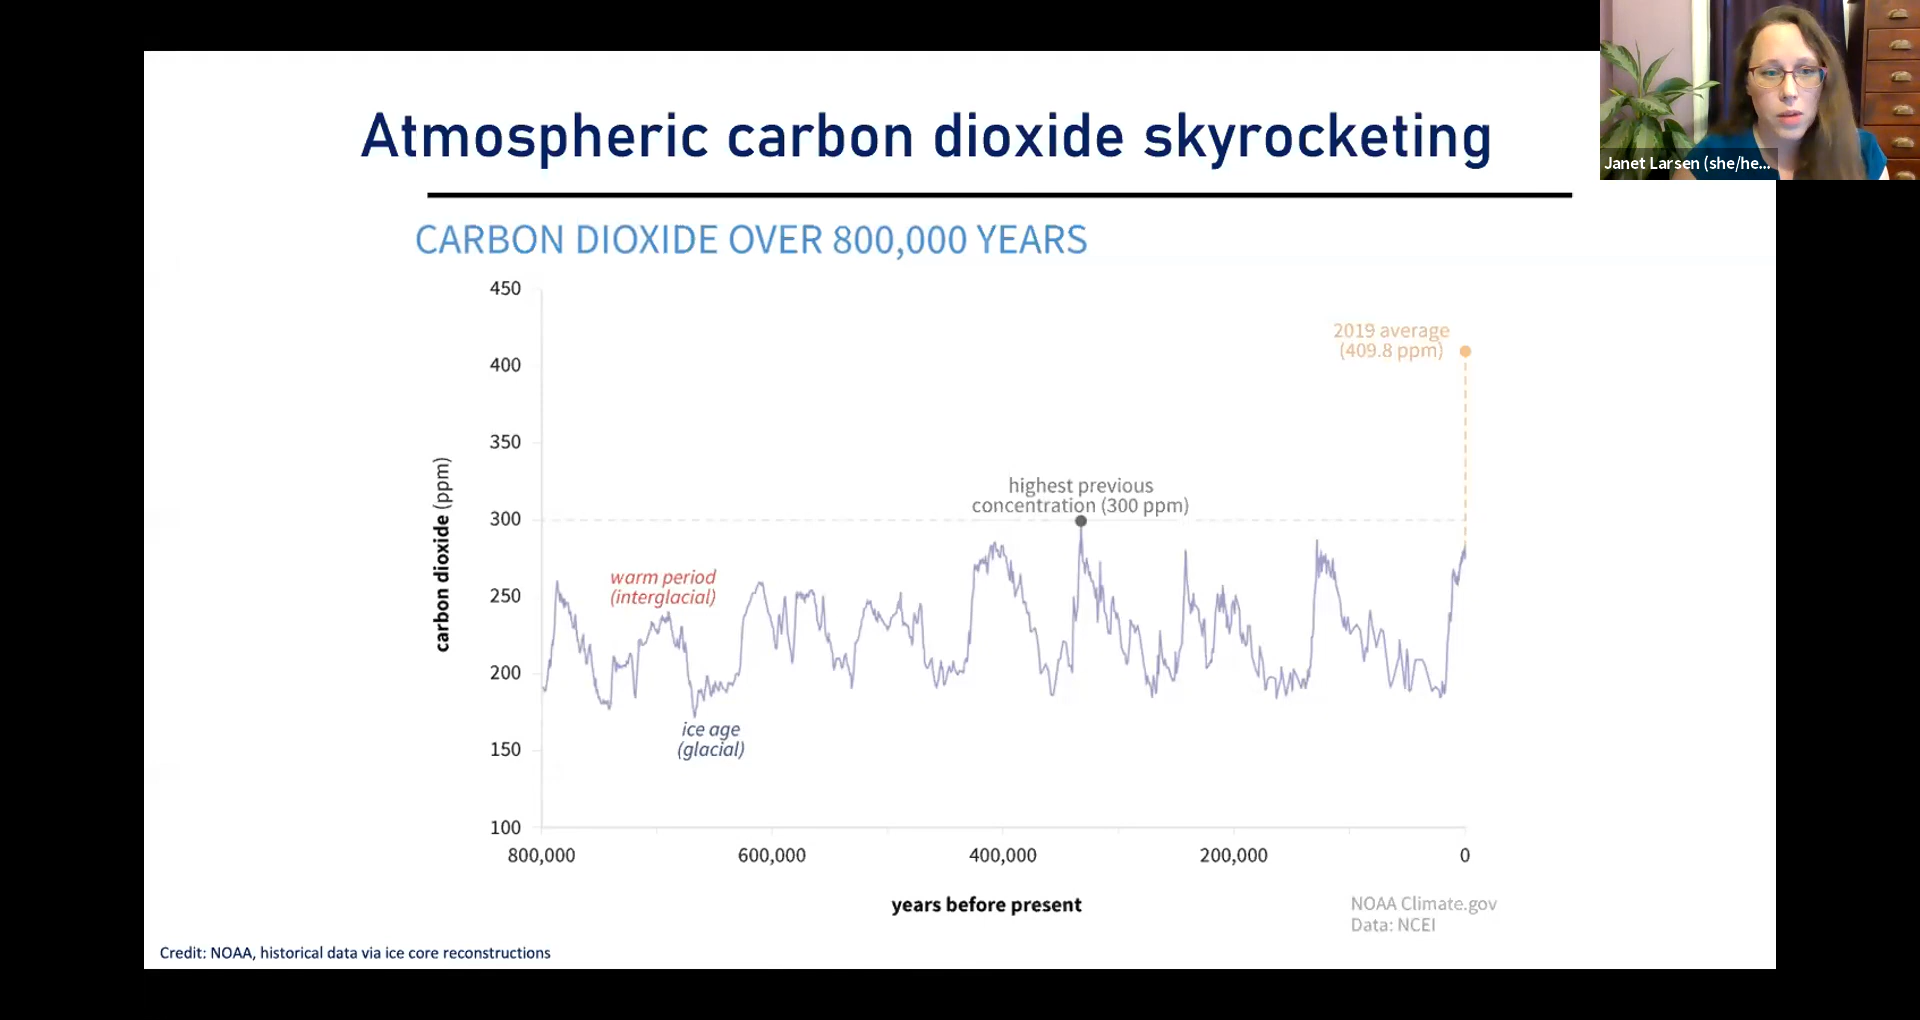 Atmospheric carbon dioxide skyrocketing
Janet Larsen (she/he...
CARBON DIOXIDE OVER 800,000 YEARS
450
400
350
300
250
200
150
100
carbon dioxide (ppm)
2019 average
(409.8 ppm)
highest previous
concentration (300 ppm)
warm period
(interglacial)
ice age
(glacial)
800,000 600,000 400,000 200,000 0
years before present
NOAA Climate.gov
Data: NCEI
Credit: NOAA, historical data via ice core reconstructions